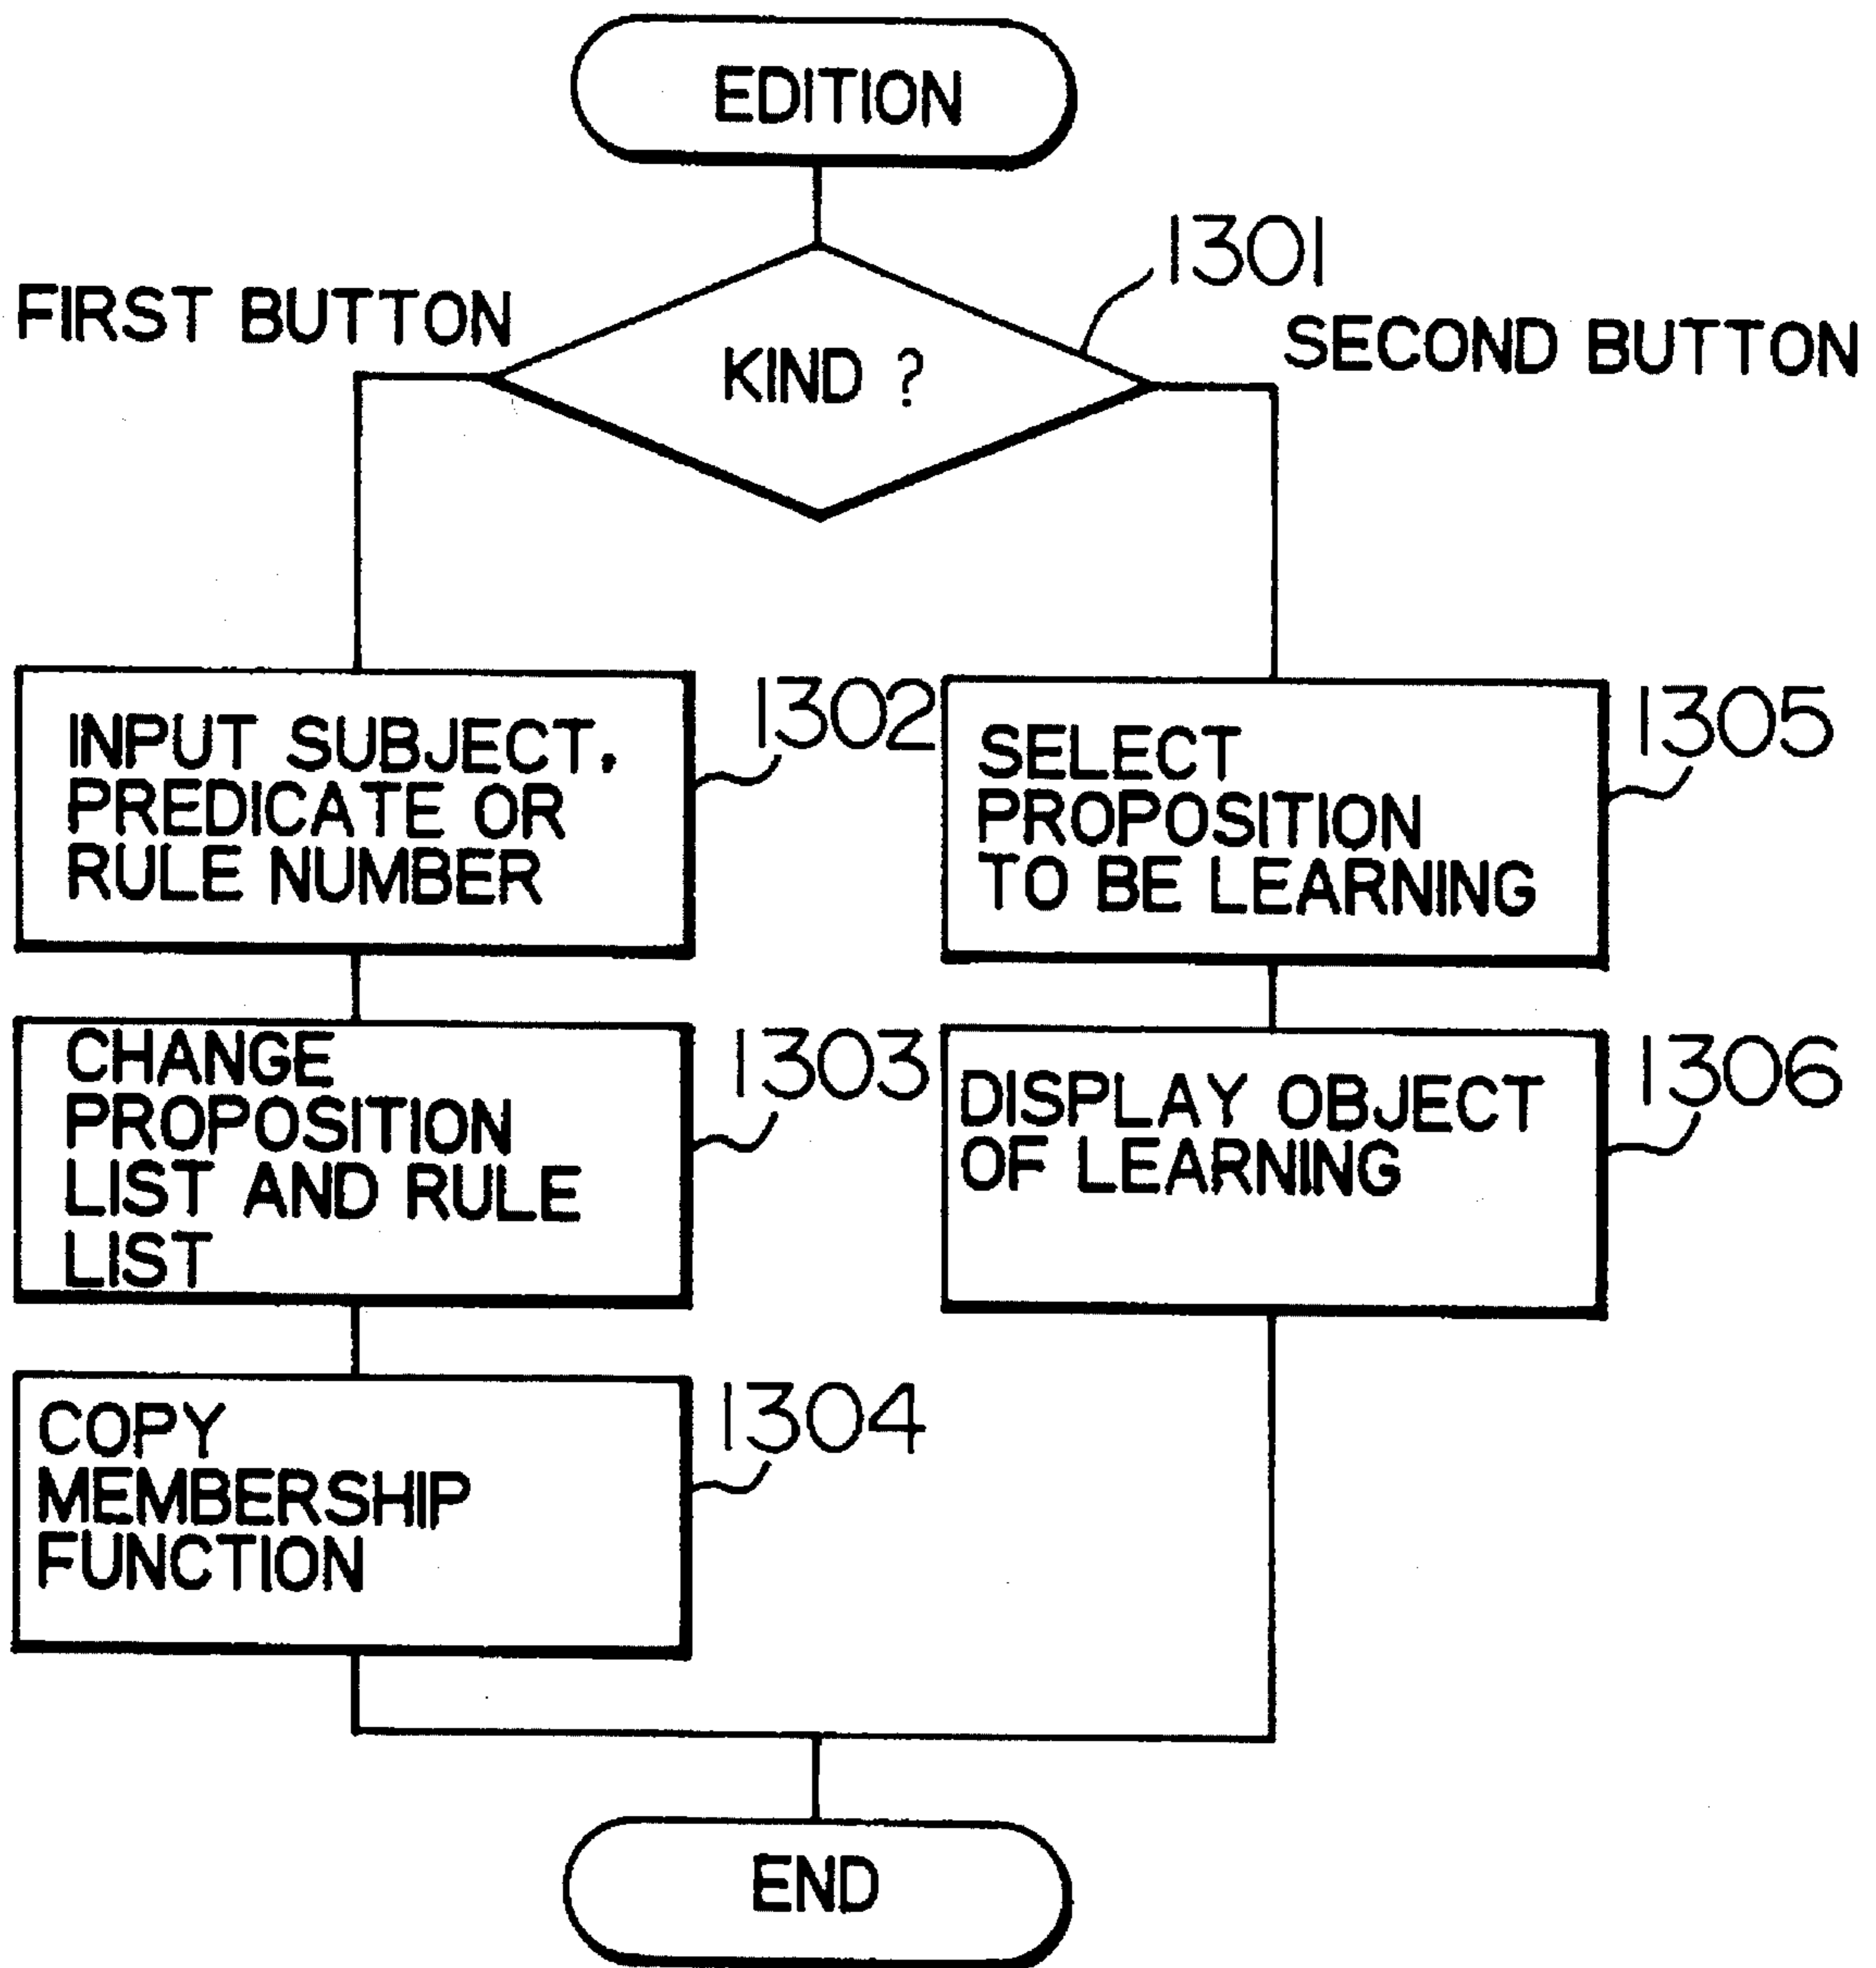 EDITION
1301
FIRST BUTTON
KIND ?
SECOND BUTTON
1302
INPUT SUBJECT.
PREDICATE OR
RULE NUMBER
1303
CHANGE
PROPOSITION
LIST AND RULE
LIST
1304
COPY
MEMBERSHIP
FUNCTION
1305
SELECT
PROPOSITION
TO BE LEARNING
1306
DISPLAY OBJECT
OF LEARNING
END